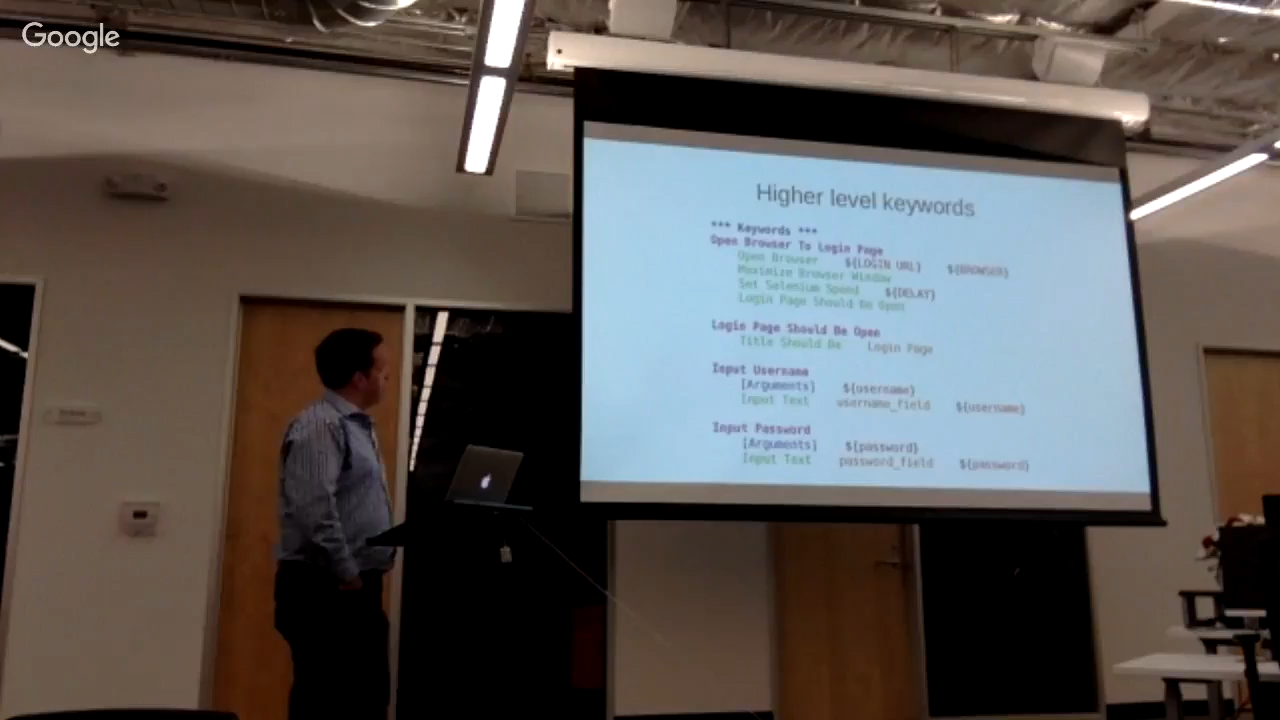 Google
Higher level keywords
*** Keywords ***
Open Browser To Login Page
Open Browser ${LOGIN URL} ${BROWSER}
Maximize Browser Window
Set Selenium Speed ${DELAY}
Login Page Should Be Open
Login Page Should Be Open
Title Should Be Login Page
Input Username
[Arguments] ${username}
Input Text username_field ${username}
Input Password
[Arguments] ${password}
Input Text password_field ${password}